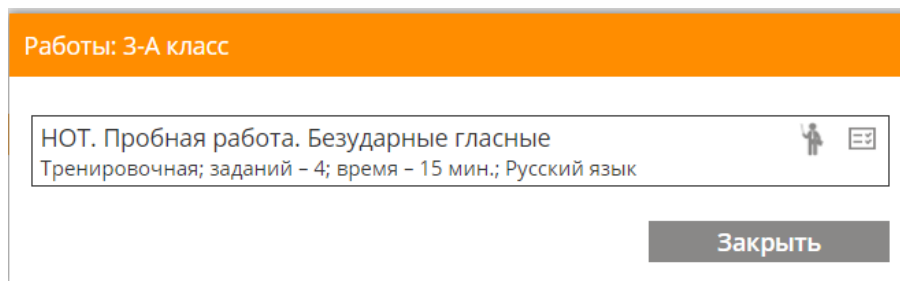 Работы: 3-А класс
НОТ. Пробная работа. Безударные гласные
Тренировочная; заданий – 4; время – 15 мин.; Русский язык
Закрыть